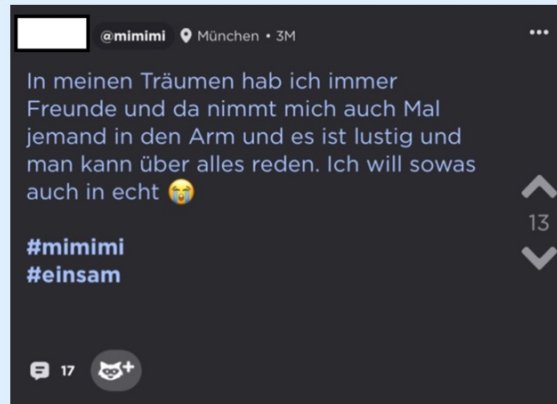 @mimimi München • 3M
In meinen Träumen hab ich immer
Freunde und da nimmt mich auch Mal
jemand in den Arm und es ist lustig und
man kann über alles reden. Ich will sowas
auch in echt 😭
13
#mimimi
#einsam
17